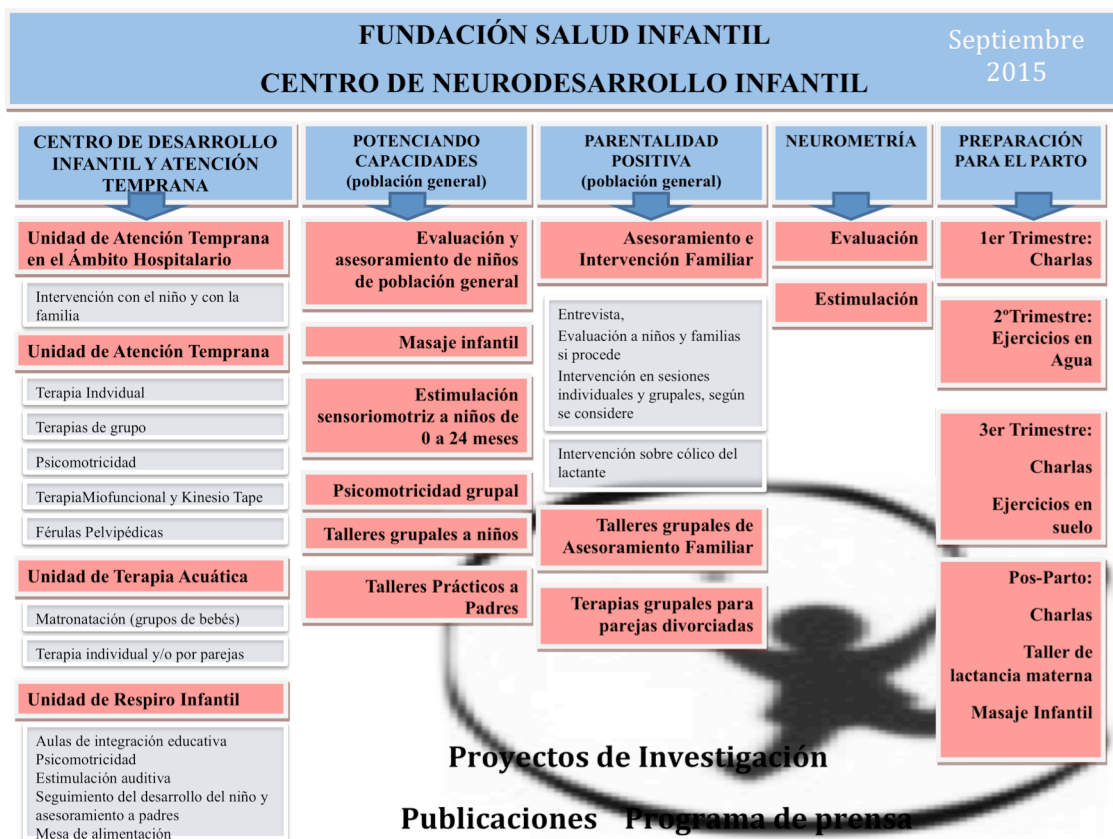 FUNDACIÓN SALUD INFANTIL
CENTRO DE NEURODESARROLLO INFANTIL
Septiembre
2015
CENTRO DE DESARROLLO
INFANTIL Y ATENCIÓN
TEMPRANA
Unidad de Atención Temprana
en el Ámbito Hospitalario
Intervención con el niño y con la
familia
Unidad de Atención Temprana
Terapia Indvidual
Terapias de grupo
Psicomotricidad
TerapiaMiofuncional y Kinesio Tape
Férulas Pelvipédicas
Unidad de Terapia Acuática
Matronatación (grupos de bebés)
Terapia individual y/o por parejas
Unidad de Respiro Infantil
Aulas de integración educativa
Psicomotricidad
Estimulación auditiva
Seguimiento del desarrollo del niño y
asesoramiento a padres
Mesa de alimentación
POTENCIANDO
CAPACIDADES
(población general)
Evaluación y
asesoramiento de niños
de población general
Masaje infantil
Estimulación
sensoriomotriz a niños de
0 a 24 meses
Psicomotricidad grupal
Talleres grupales a niños
Talleres Prácticos a
Padres
PARENTALIDAD
POSITIVA
(población general)
Asesoramiento e
Intervención Familiar
Entrevista,
Evaluación a niños y familias
si procede
Intervención en sesiones
individuales y grupales, según
se considere
Intervención sobre cólico del
lactante
Talleres grupales de
Asesoramiento Familiar
Terapias grupales para
parejas divorciadas
NEUROMETRÍA
Evaluación
Estimulación
PREPARACIÓN
PARA EL PARTO
1er Trimestre:
Charlas
2ºTrimestre:
Ejercicios en
Agua
3er Trimestre:
Charlas
Ejercicios en
suelo
Pos-Parto:
Charlas
Taller de
lactancia materna
Masaje Infantil
Proyectos de Investigación
Publicaciones Programa de prensa